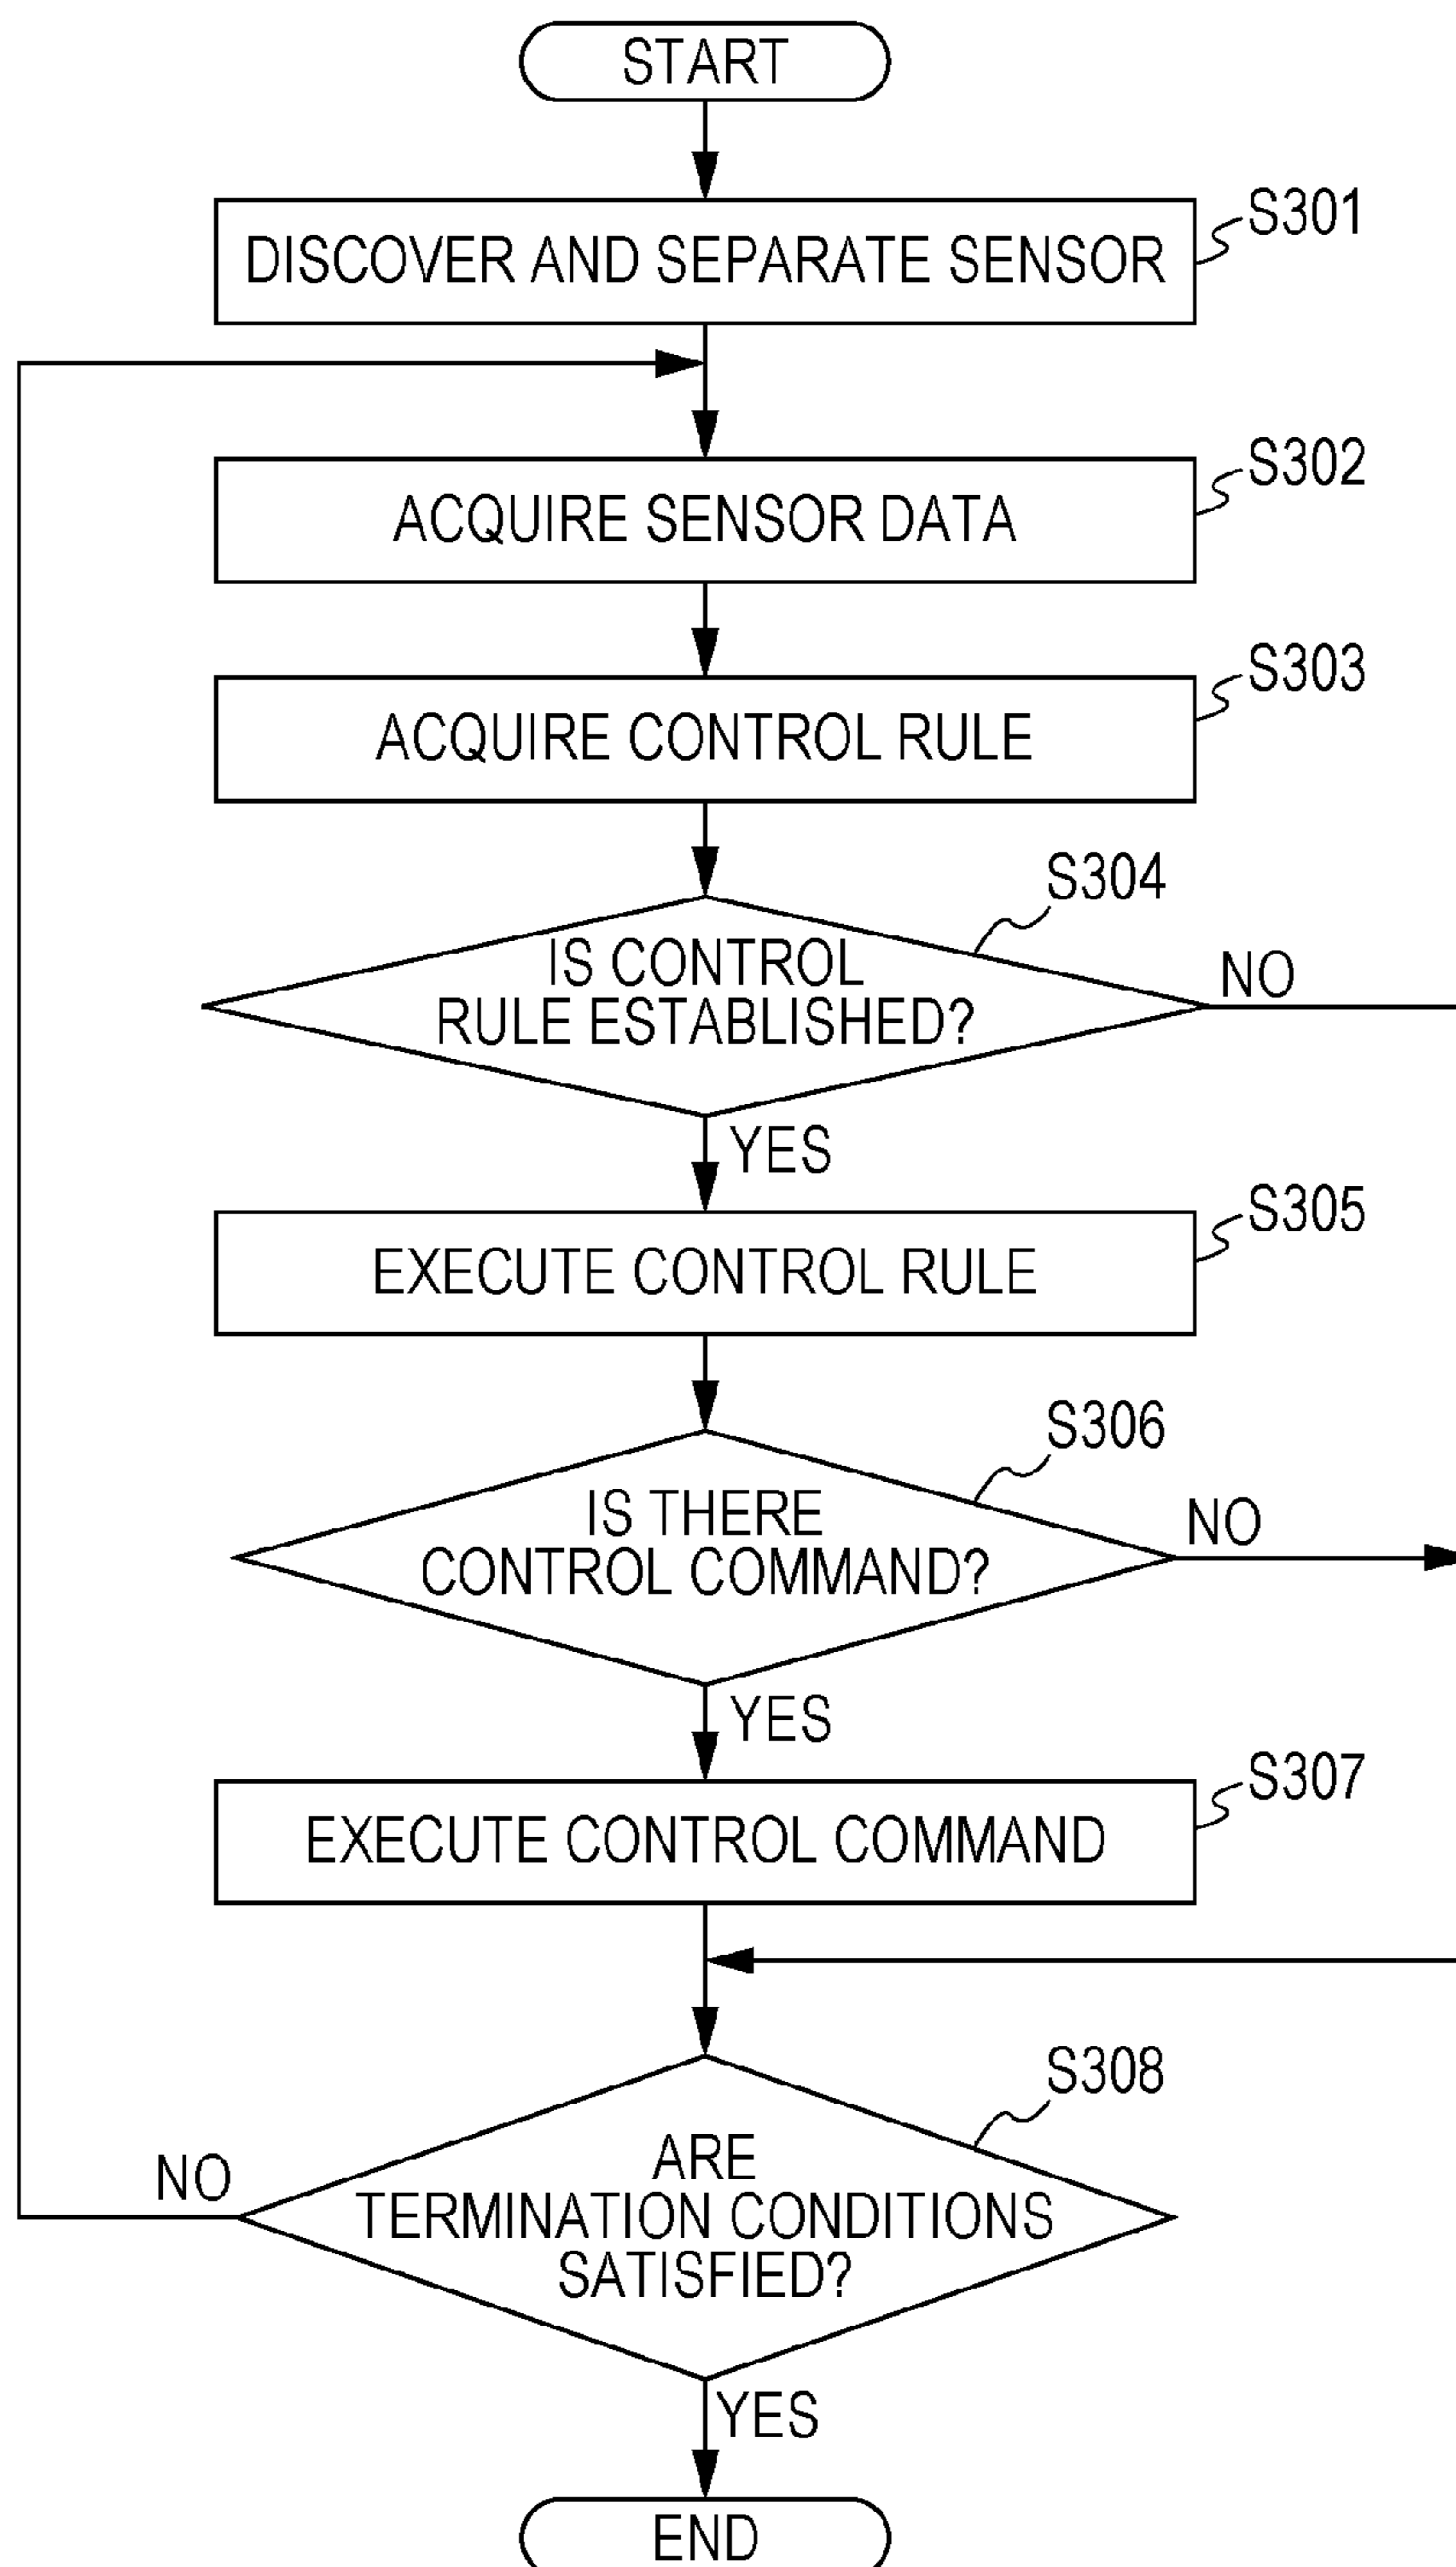 START
DISCOVER AND SEPARATE SENSOR
S301
ACQUIRE SENSOR DATA
S302
ACQUIRE CONTROL RULE
S303
S304
IS CONTROL
RULE ESTABLISHED?
NO
YES
EXECUTE CONTROL RULE
S305
S306
IS THERE
CONTROL COMMAND?
NO
YES
EXECUTE CONTROL COMMAND
S307
S308
ARE
TERMINATION CONDITIONS
SATISFIED?
NO
YES
END